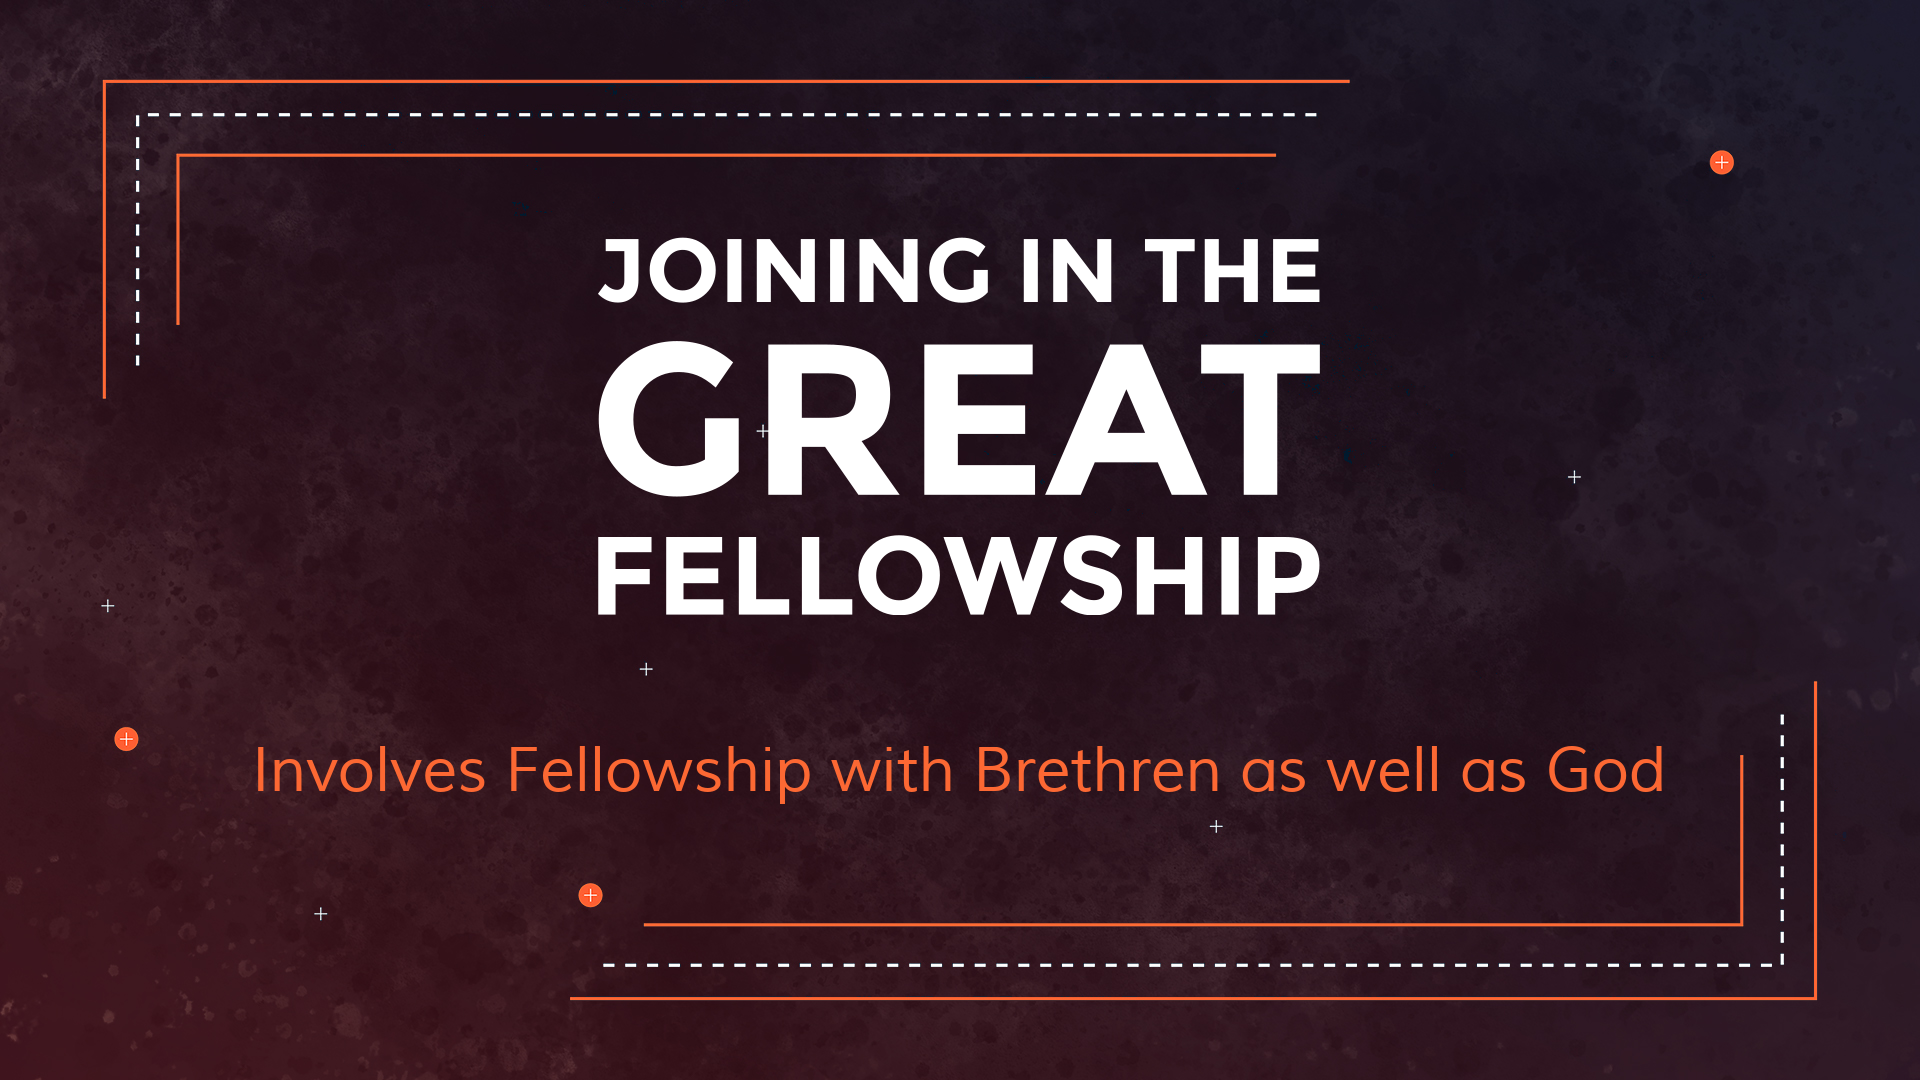 JOINING IN THE
GREAT
FELLOWSHIP
Involves Fellowship with Brethren as well as God